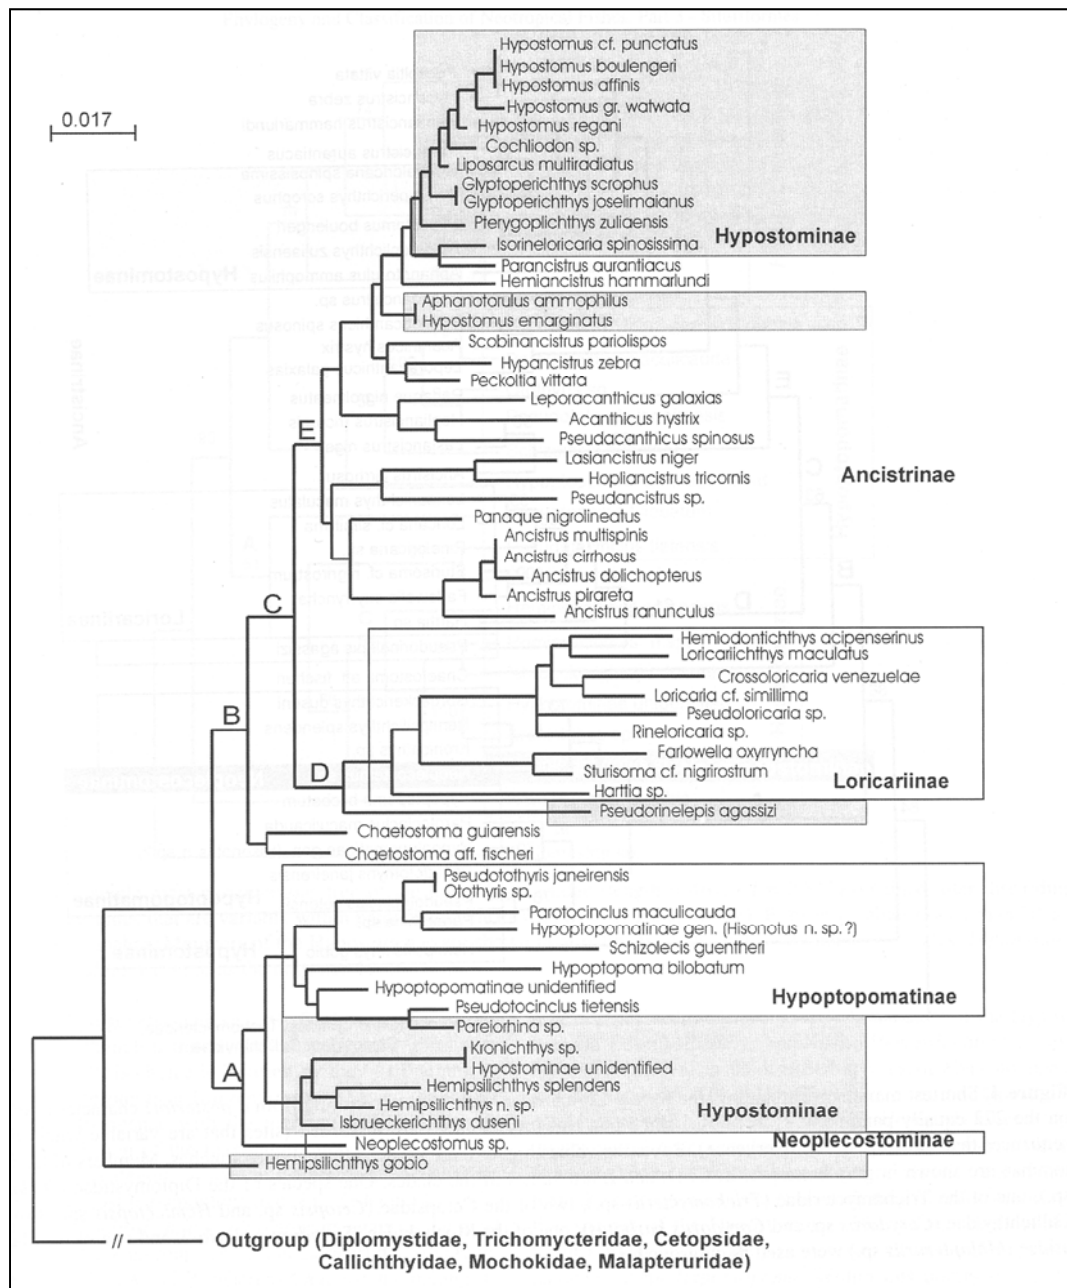 Hypostomus cf. punctatus
Hypostomus boulengeri
Hypostomus affinis
0.017
Hypostomus gr. watwata
Hypostomus regani
Cochliodon sp.
Liposarcus multiradiatus
Glyptoperichthys scrophus
Glyptoperichthys joselimaianus
Pterygoplichthys zuliaensis
Hypostominae
Isorineloricaria spinosissima
Parancistrus aurantiacus
Hemiancistrus hammarlundi
Aphanotorulus ammophilus
Hypostomus emarginatus
Scobinancistrus pariolispos
Hypancistrus zebra
Peckoltia vittata
Leporacanthicus galaxias
Acanthicus hystrix
E
Pseudacanthicus spinosus
Lasiancistrus niger
Ancistrinae
Hopliancistrus tricornis
Pseudancistrus sp.
Panaque nigrolineatus
Ancistrus multispinis
Ancistrus cirrhosus
Ancistrus dolichopterus
Ancistrus pirareta
C
Ancistrus ranunculus
Hemiodontichthys acipenserinus
Loricariichthys maculatus
Crossoloricaria venezuelae
Loricaria cf. simillima
B
Pseudoloricaria sp.
Rineloricaria sp.
Farlowella oxyrryncha
D
Sturisoma cf. nigrirostrum
Loricariinae
Harttia sp.
Pseudorinelepis agassizi
Chaetostoma guiarensis
Chaetostoma aff. fischeri
Pseudotothyris janeirensis
Otothyris sp.
Parotocinclus maculicauda
Hypoptopomatinae gen. (Hisonotus n. sp.?)
Schizolecis guentheri
Hypoptopoma bilobatum
Hypoptopomatinae unidentified
Hypoptopomatinae
Pseudotocinclus tietensis
Pareiorhina sp.
Kronichthys sp.
Hypostominae unidentified
A
Hemipsilichthys splendens
Hemipsilichthys n. sp.
Hypostominae
Isbrueckerichthys duseni
Neoplecostomus sp.
Neoplecostominae
Hemipsilichthys gobio
// Outgroup (Diplomystidae, Trichomycteridae, Cetopsidae,
Callichthyidae, Mochokidae, Malapteruridae)